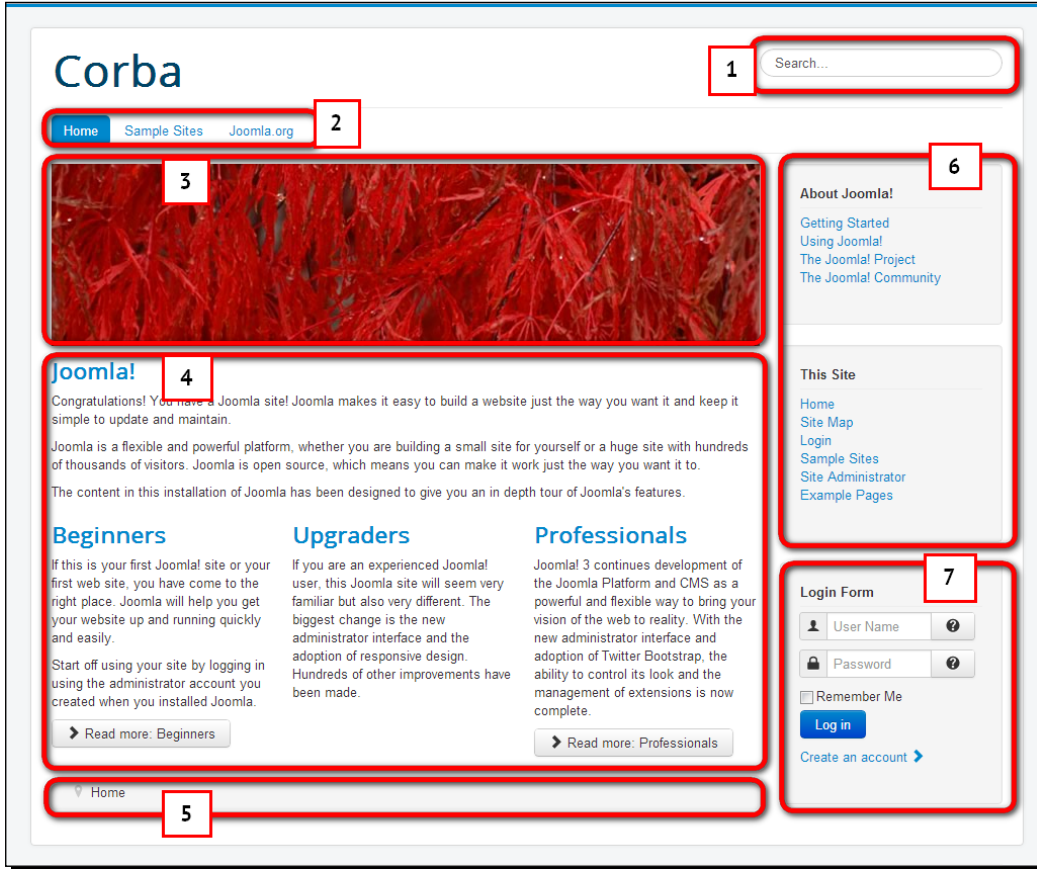 Corba
1
Search...
2
Home
Sample Sites
Joomla.org
3
6
About Joomla!
Getting Started
Using Joomla!
The Joomla! Project
The Joomla! Community
This Site
Home
Site Map
Login
Sample Sites
Site Administrator
Example Pages
Joomla!
4
Congratulations! You have a Joomla site! Joomla makes it easy to build a website just the way you want it and keep it
simple to update and maintain.
Joomla is a flexible and powerful platform, whether you are building a small site for yourself or a huge site with hundreds
of thousands of visitors. Joomla is open source, which means you can make it work just the way you want it to.
The content in this installation of Joomla has been designed to give you an in depth tour of Joomla's features.
Beginners
If this is your first Joomla! site or your
first web site, you have come to the
right place. Joomla will help you get
your website up and running quickly
and easily.
Start off using your site by logging in
using the administrator account you
created when you installed Joomla.
Read more: Beginners
Upgraders
If you are an experienced Joomla!
user, this Joomla site will seem very
familiar but also very different. The
biggest change is the new
administrator interface and the
adoption of responsive design.
Hundreds of other improvements have
been made.
Professionals
Joomla! 3 continues development of
the Joomla Platform and CMS as a
powerful and flexible way to bring your
vision of the web to reality. With the
new administrator interface and
adoption of Twitter Bootstrap, the
ability to control its look and the
management of extensions is now
complete.
Read more: Professionals
7
Login Form
User Name
?
Password
?
Remember Me
Log in
Create an account
Home
5